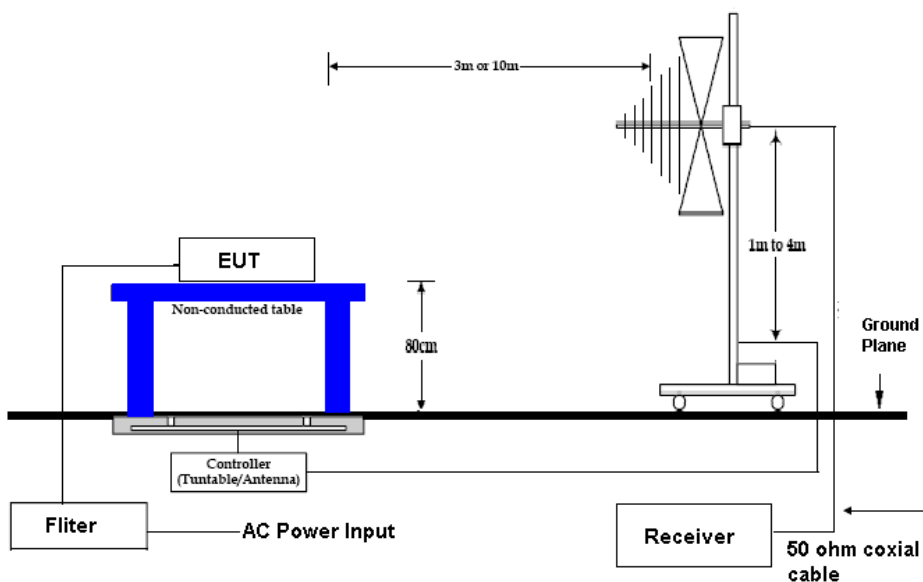 3m or 10m
1m to 4m
EUT
Non-conducted table
80cm
Ground
Plane
Controller
(Tuntable/Antenna)
Fliter
AC Power Input
Receiver
50 ohm coxial
cable